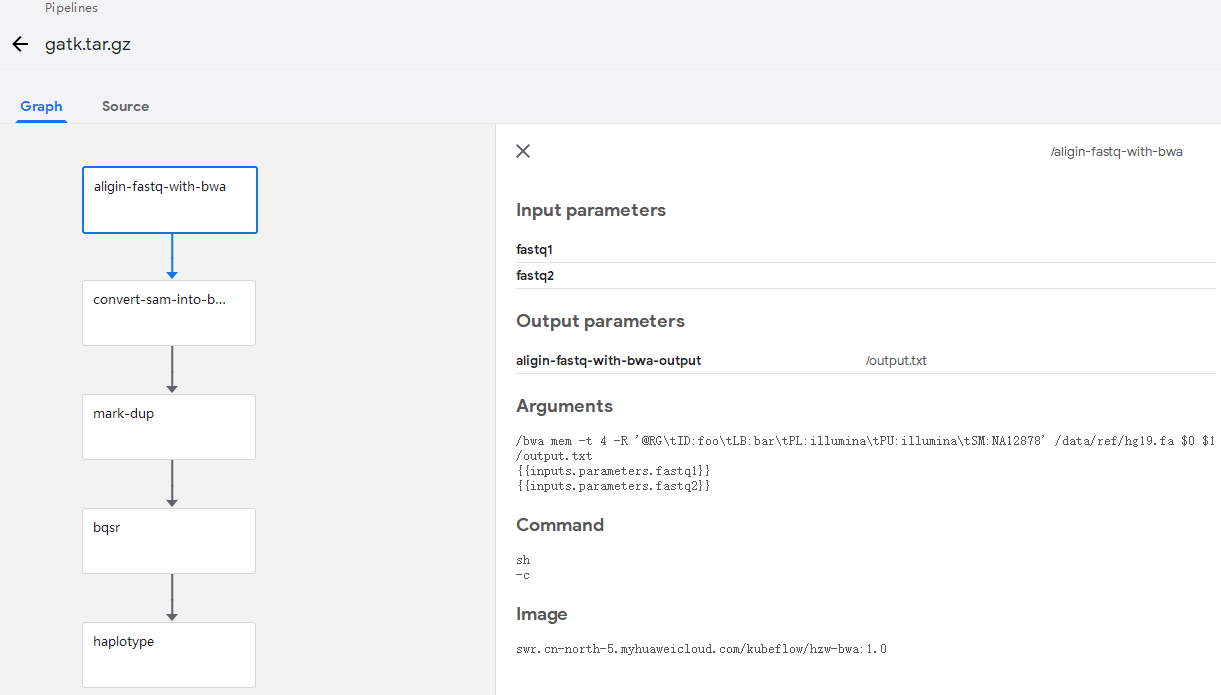 Pipelines
gatk.tar.gz
Graph
Source
aligin-fastq-with-bwa
convert-sam-into-b...
mark-dup
bqsr
haplotype
/aligin-fastq-with-bwa
Input parameters
fastq1
fastq2
Output parameters
aligin-fastq-with-bwa-output /output.txt
Arguments
/bwa mem -t 4 -R '@RG\tID:foo\tLB:bar\tPL:illumina\tPU:illumina\tSM:NA12878' /data/ref/hg19.fa $0 $1
/output.txt
{{inputs.parameters.fastq1}}
{{inputs.parameters.fastq2}}
Command
sh
-c
Image
swr.cn-north-5.myhuaweicloud.com/kubeflow/hzw-bwa:1.0